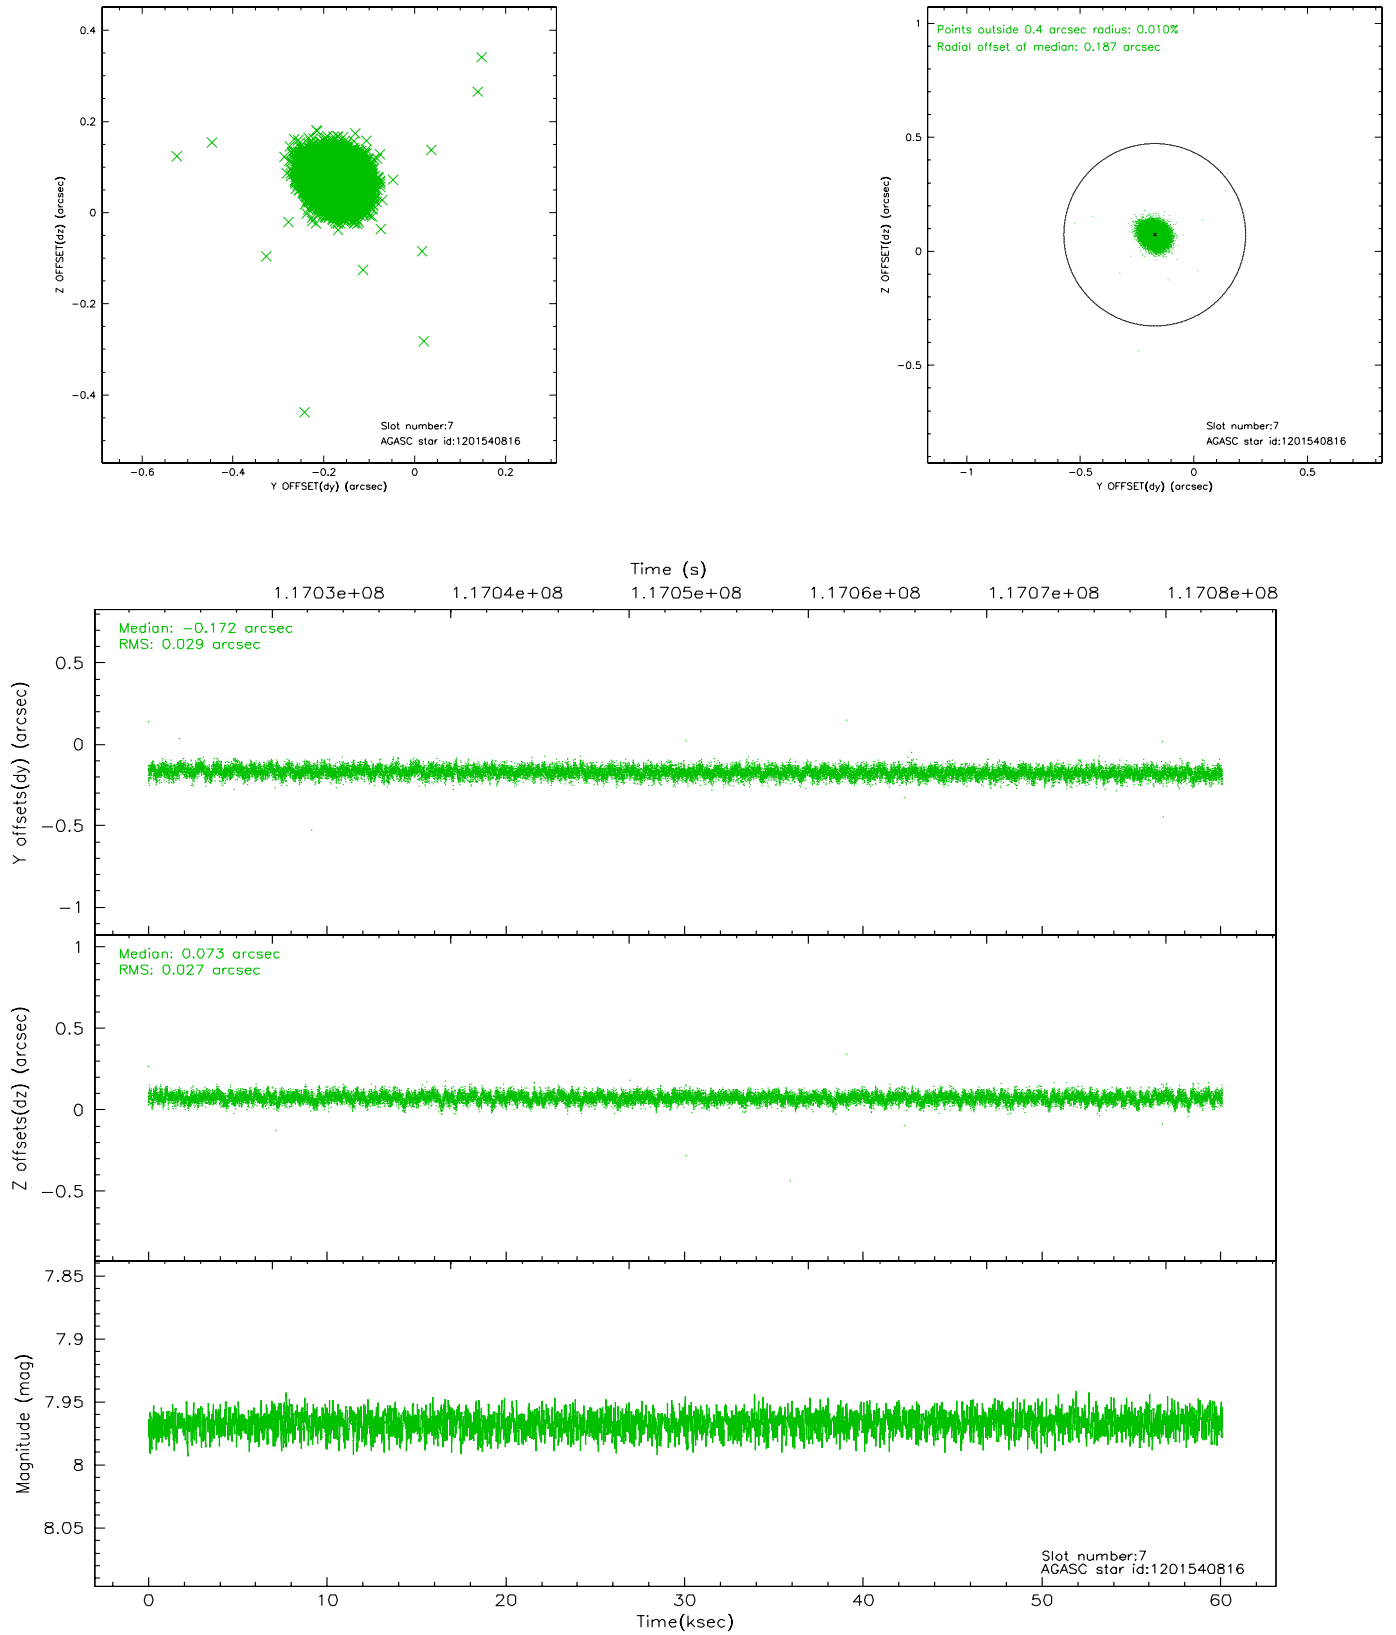 0.4
0.2
0
−0.2
−0.4
Z OFFSET(dz) (arcsec)
Slot number:7
AGASC star id:1201540816
−0.6 −0.4 −0.2 0 0.2
Y OFFSET(dy) (arcsec)
Points outside 0.4 arcsec radius: 0.010%
Radial offset of median: 0.187 arcsec
1
0.5
0
−0.5
Z OFFSET(dz) (arcsec)
Slot number:7
AGASC star id:1201540816
−1 −0.5 0 0.5
Y OFFSET(dy) (arcsec)
Time (s)
1.1703e+08 1.1704e+08 1.1705e+08 1.1706e+08 1.1707e+08 1.1708e+08
Median: −0.172 arcsec
RMS: 0.029 arcsec
0.5
0
−0.5
−1
Y offsets(dy) (arcsec)
Median: 0.073 arcsec
RMS: 0.027 arcsec
1
0.5
0
−0.5
Z offsets(dz) (arcsec)
7.85
7.9
7.95
8
8.05
Magnitude (mag)
Slot number:7
AGASC star id:1201540816
0 10 20 30 40 50 60
Time(ksec)